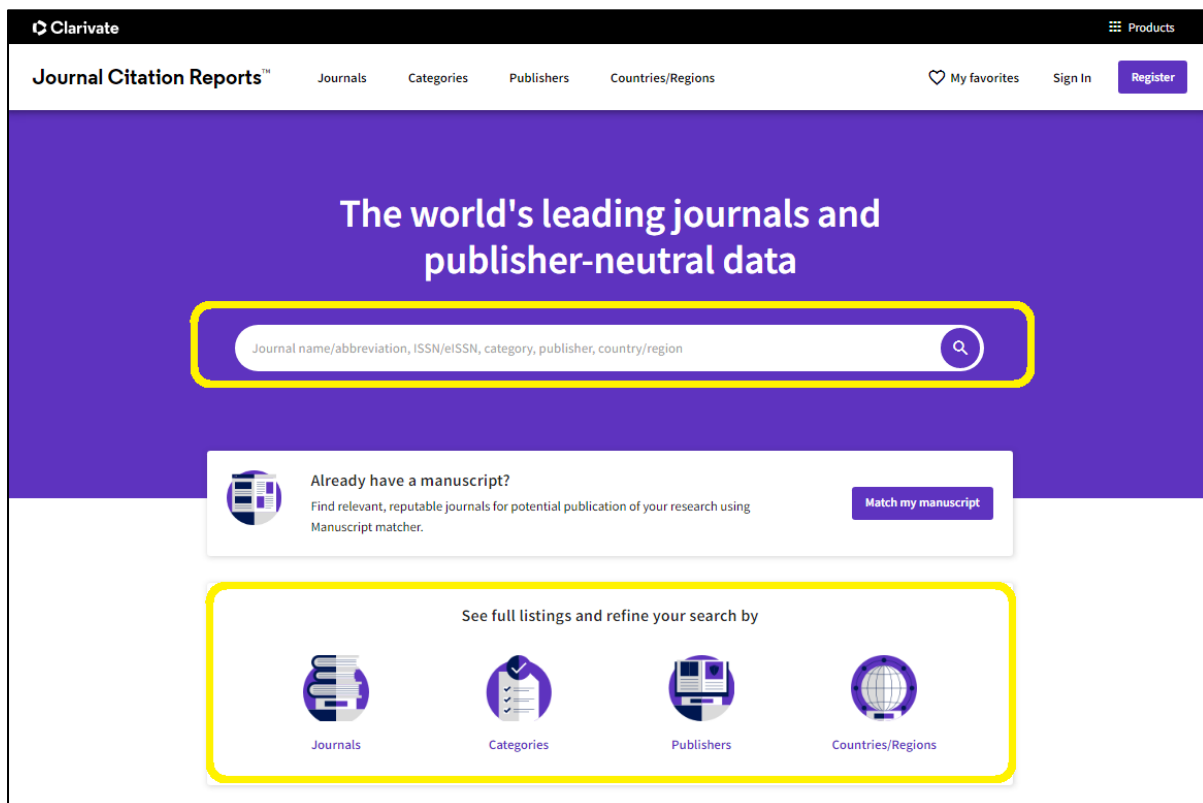 Clarivate
Products
Journal Citation Reports™
Journals
Categories
Publishers
Countries/Regions
My favorites
Sign In
Register
The world's leading journals and
publisher-neutral data
Journal name/abbreviation, ISSN/eISSN, category, publisher, country/region
Already have a manuscript?
Find relevant, reputable journals for potential publication of your research using
Manuscript matcher.
Match my manuscript
See full listings and refine your search by
Journals
Categories
Publishers
Countries/Regions